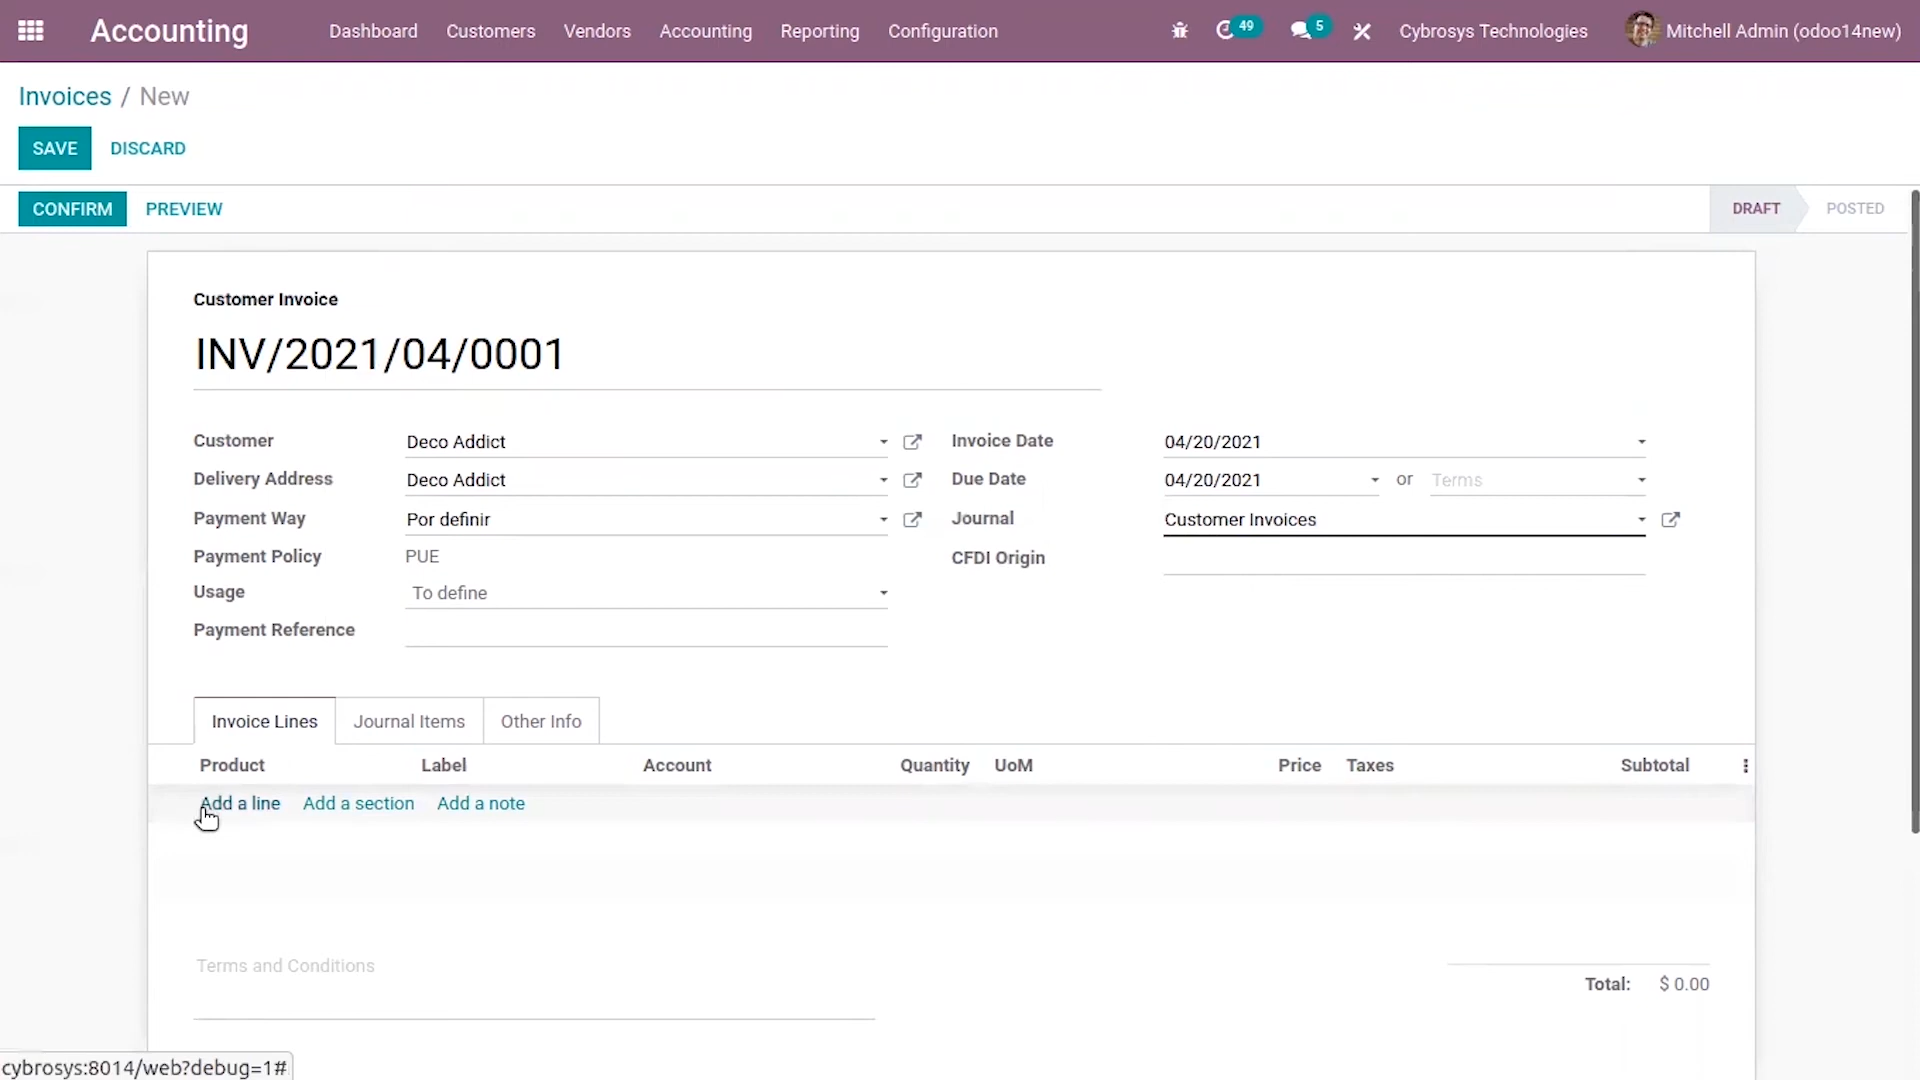 Accounting Dashboard Customers Vendors Accounting Reporting Configuration 49 5 Cybrosys Technologies Mitchell Admin (odoo14new)
Invoices / New
SAVE DISCARD
CONFIRM PREVIEW DRAFT POSTED
Customer Invoice
INV/2021/04/0001
Customer Deco Addict Invoice Date 04/20/2021
Delivery Address Deco Addict Due Date 04/20/2021 or Terms
Payment Way Por definir Journal Customer Invoices
Payment Policy PUE CFDI Origin
Usage To define
Payment Reference
Invoice Lines Journal Items Other Info
Product Label Account Quantity UoM Price Taxes Subtotal
Add a line Add a section Add a note
Terms and Conditions
Total: $ 0.00
cybrosys:8014/web?debug=1#